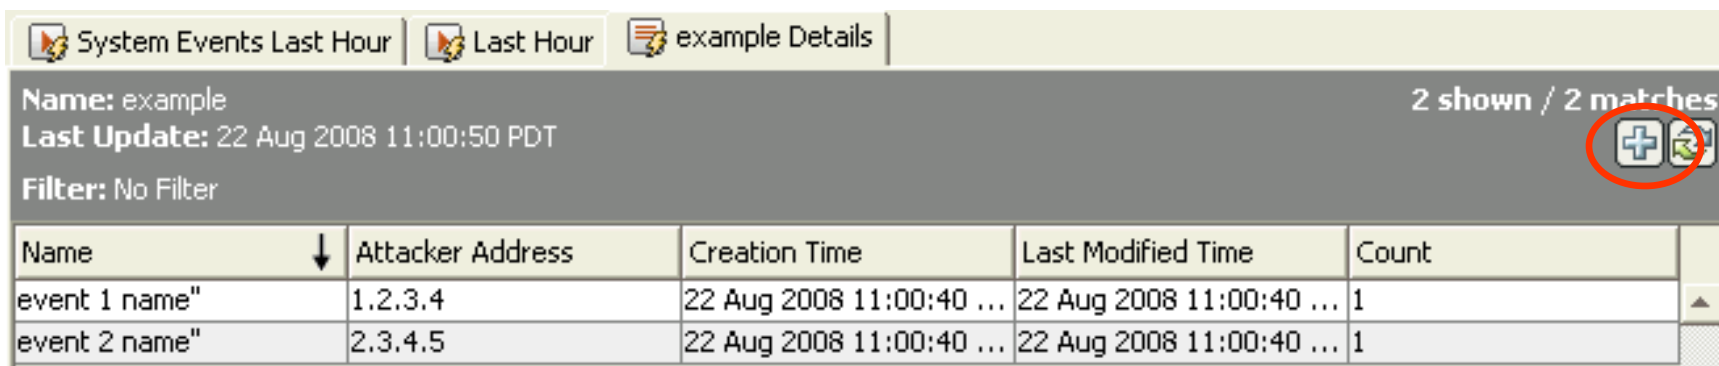 System Events Last Hour Last Hour example Details
Name: example 2 shown / 2 matches
Last Update: 22 Aug 2008 11:00:50 PDT
Filter: No Filter
Name Attacker Address Creation Time Last Modified Time Count
event 1 name" 1.2.3.4 22 Aug 2008 11:00:40 ... 22 Aug 2008 11:00:40 ... 1
event 2 name" 2.3.4.5 22 Aug 2008 11:00:40 ... 22 Aug 2008 11:00:40 ... 1